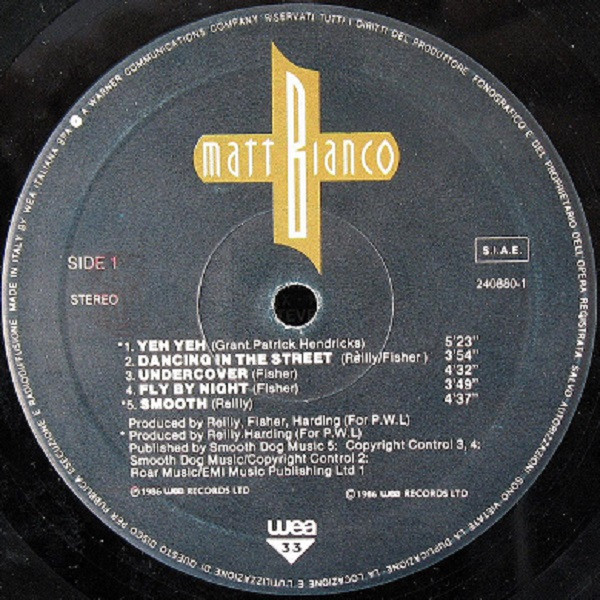 MADE IN ITALY BY WEA ITALIANA SPA A WARNER COMMUNICATIONS COMPANY RISERVATI TUTTI I DIRITTI DEL PRODUTTORE FONOGRAFICO E DEL PROPRIETARIO DELL'OPERA REGISTRATA SALVO AUTORIZZAZIONI SONO VIETATE LA DUPLICAZIONE, LA LOCAZIONE E L'UTILIZZAZIONE DI QUESTO DISCO PER PUBBLICA ESECUZIONE E RADIODIFFUSIONE
matt Bianco
SIDE 1
S.I.A.E.
STEREO
240880-1
*1. YEH YEH (Grant.Patrick Hendricks) 5'23"
2. DANCING IN THE STREET (Reilly/Fisher) 3'54"
3. UNDERCOVER (Fisher) 4'32"
4. FLY BY NIGHT (Fisher) 3'49"
*5. SMOOTH (Reilly) 4'37"
Produced by Reilly, Fisher, Harding (For P.W.L)
* Produced by Reilly.Harding (For P.W.L)
Published by Smooth Dog Music 5: Copyright Control 3, 4:
Smooth Dog Music/Copyright Control 2:
Roar Music/EMI Music Publishing Ltd 1
℗ 1986 wea RECORDS LTD © 1986 wea RECORDS LTD
wea
33